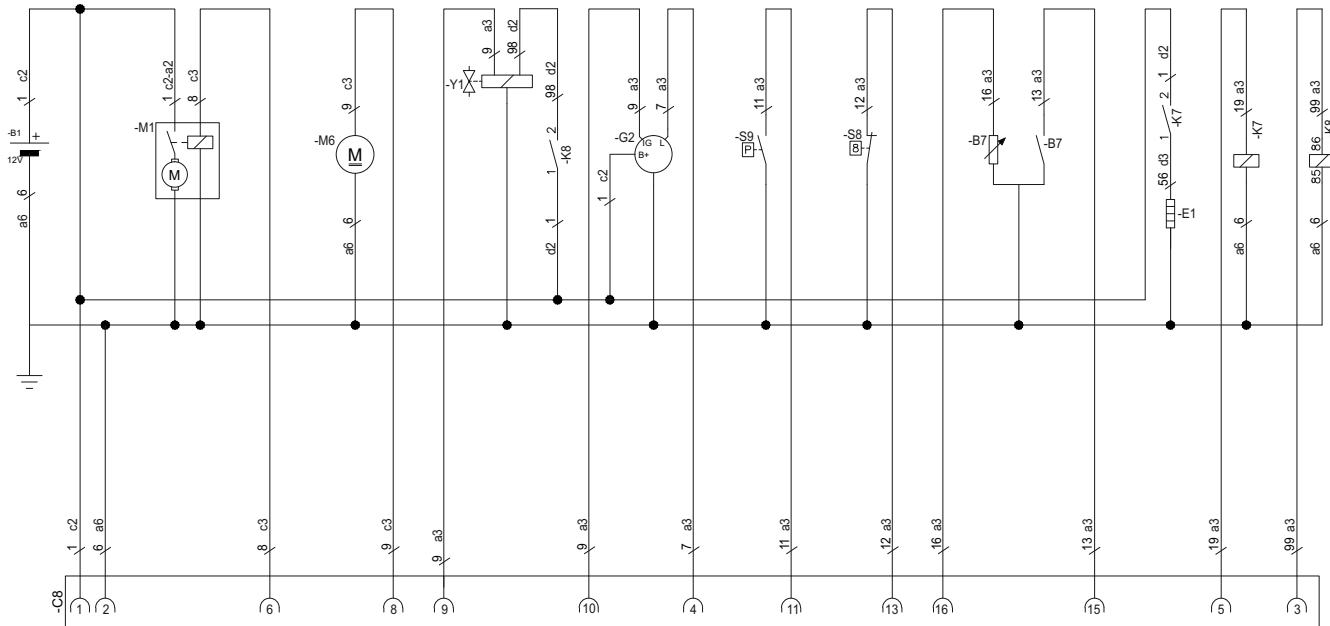 1 c2
-B1
+
12V
6
a6
-M1
1 c2-a2
8 c3
M
-M6
9 c3
M
6
a6
-Y1
9 a3
98 d2
98 d2
2
1
-K8
1
d2
-G2
9 a3
7 a3
IG L
B+
1 c2
-S9
11 a3
P
-S8
12 a3
8
-B7
16 a3
13 a3
-B7
1 d2
2
-K7
1
56 d3
-E1
19 a3
-K7
6
a6
99 a3
-K8
86
85
6
a6
1 c2
6 a6
8 c3
9 c3
9 a3
9 a3
7 a3
11 a3
12 a3
16 a3
13 a3
19 a3
99 a3
-C8
1 2 6 8 9 10 4 11 13 16 15 5 3